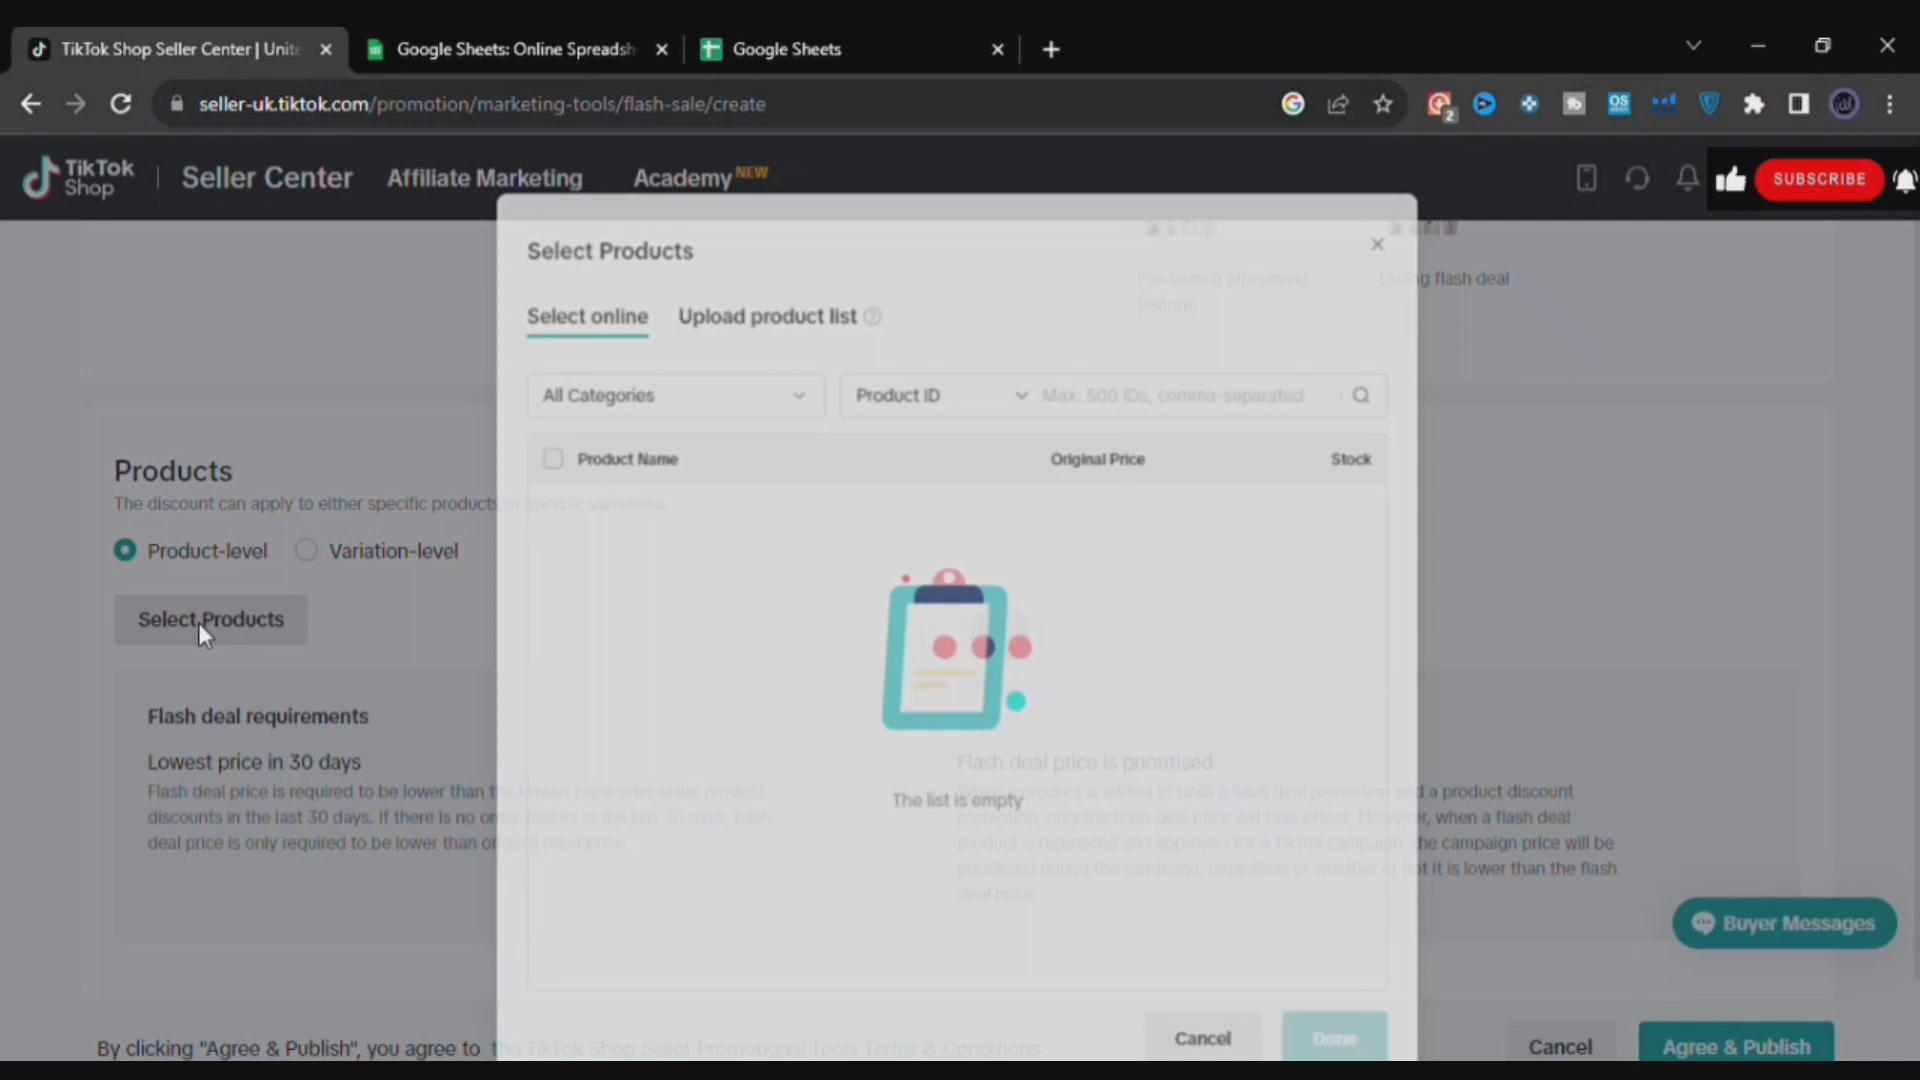 TikTok Shop Seller Center | Unite
Google Sheets: Online Spreadsh
Google Sheets
seller-uk.tiktok.com/promotion/marketing-tools/flash-sale/create
2
OS
TikTok Shop
Seller Center
Affiliate Marketing
Academy NEW
SUBSCRIBE
Select Products
Select online
Upload product list
Pre-launch (upcoming feature)
During flash deal
All Categories
Product ID
Max. 500 IDs, comma-separated
Product Name
Original Price
Stock
Products
The discount can apply to either specific products or specific variations.
Product-level
Variation-level
Select Products
The list is empty
Flash deal requirements
Lowest price in 30 days
Flash deal price is required to be lower than the lowest price after seller product
discounts in the last 30 days. If there is no order history in the last 30 days, flash
deal price is only required to be lower than original retail price.
Flash deal price is prioritised
When a product is added to both a flash deal promotion and a product discount
promotion, only the flash deal price will take effect. However, when a flash deal
product is registered and approved for a TikTok campaign, the campaign price will be
prioritised during the campaign, regardless of whether or not it is lower than the flash
deal price.
Buyer Messages
Cancel
Done
By clicking "Agree & Publish", you agree to the TikTok Shop Seller Promotional Tools Terms & Conditions
Cancel
Agree & Publish